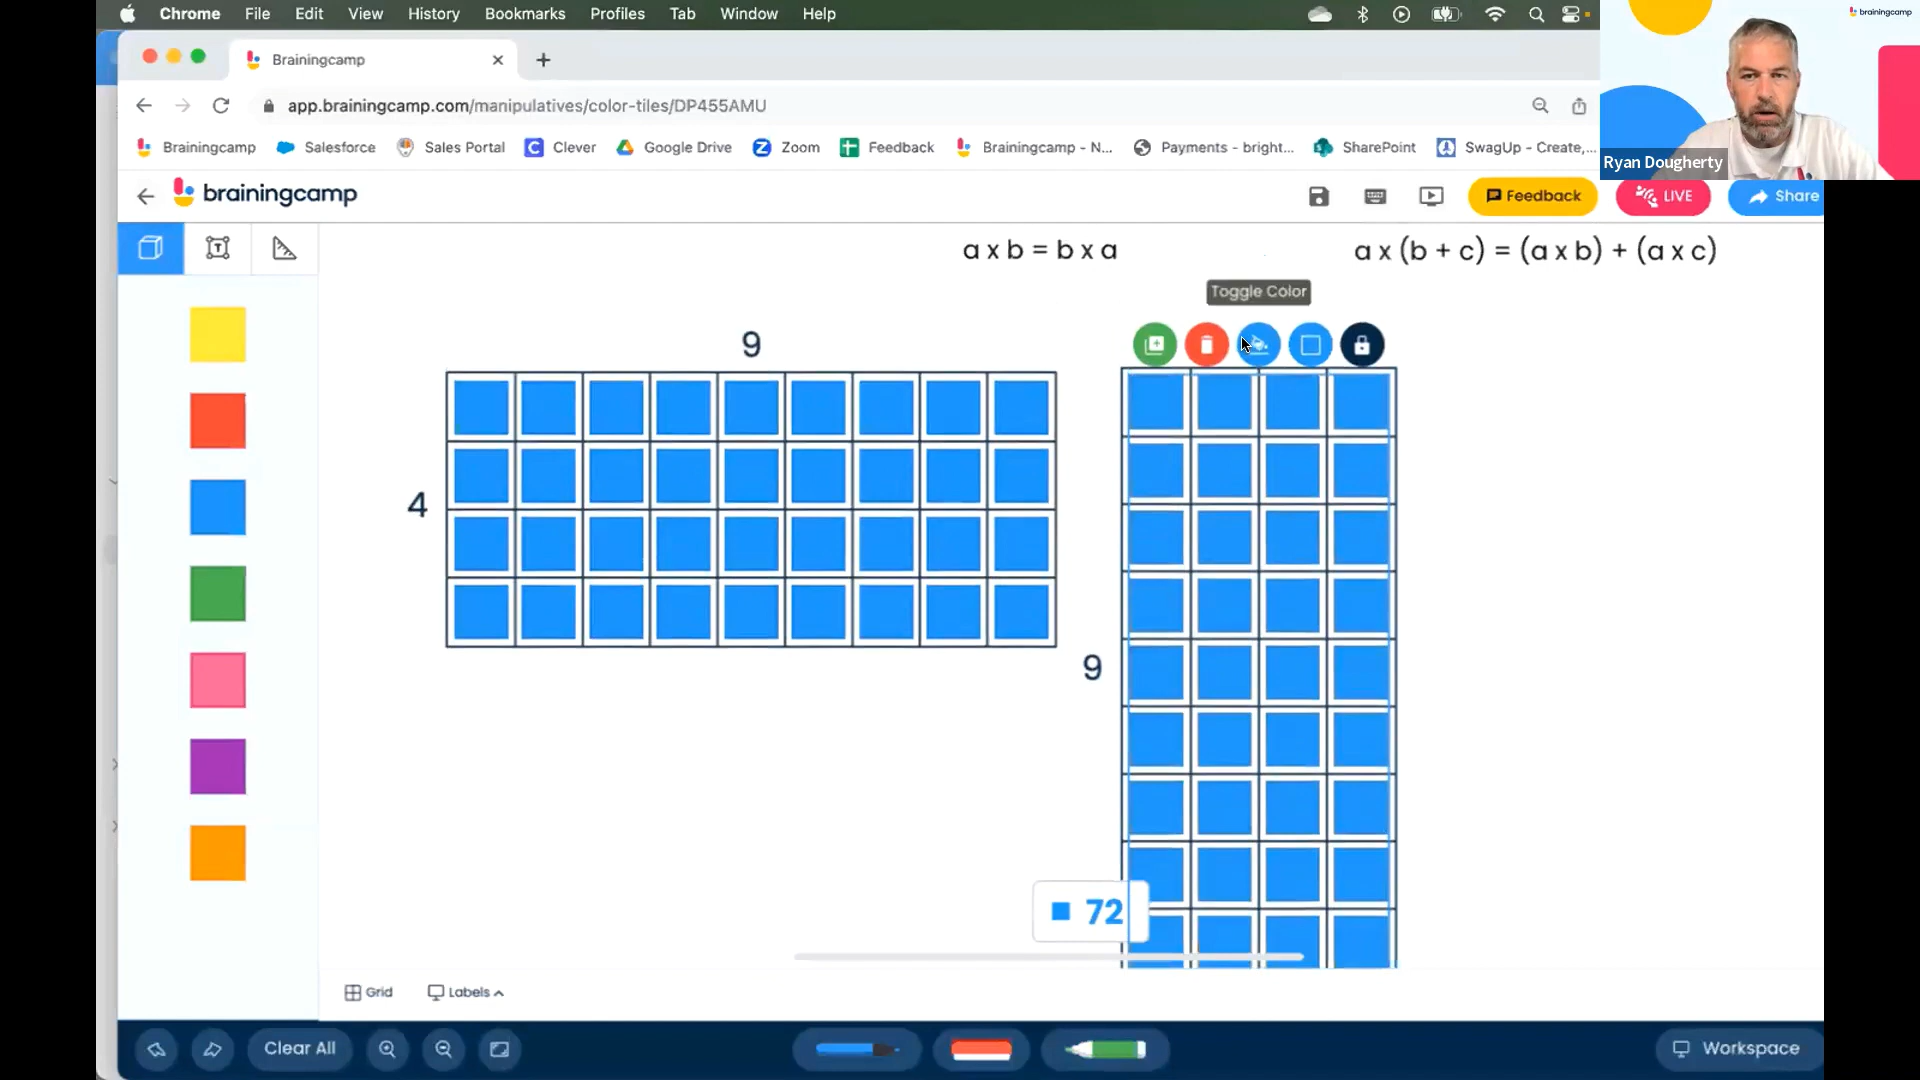 Chrome File Edit View History Bookmarks Profiles Tab Window Help
brainingcamp
Brainingcamp
app.brainingcamp.com/manipulatives/color-tiles/DP455AMU
Brainingcamp Salesforce Sales Portal Clever Google Drive Zoom Feedback Brainingcamp - N... Payments - bright... SharePoint SwagUp - Create,...
Ryan Dougherty
brainingcamp
Feedback LIVE Share
a x b = b x a
a x (b + c) = (a x b) + (a x c)
Toggle Color
9
4
9
72
Grid Labels
Clear All
Workspace